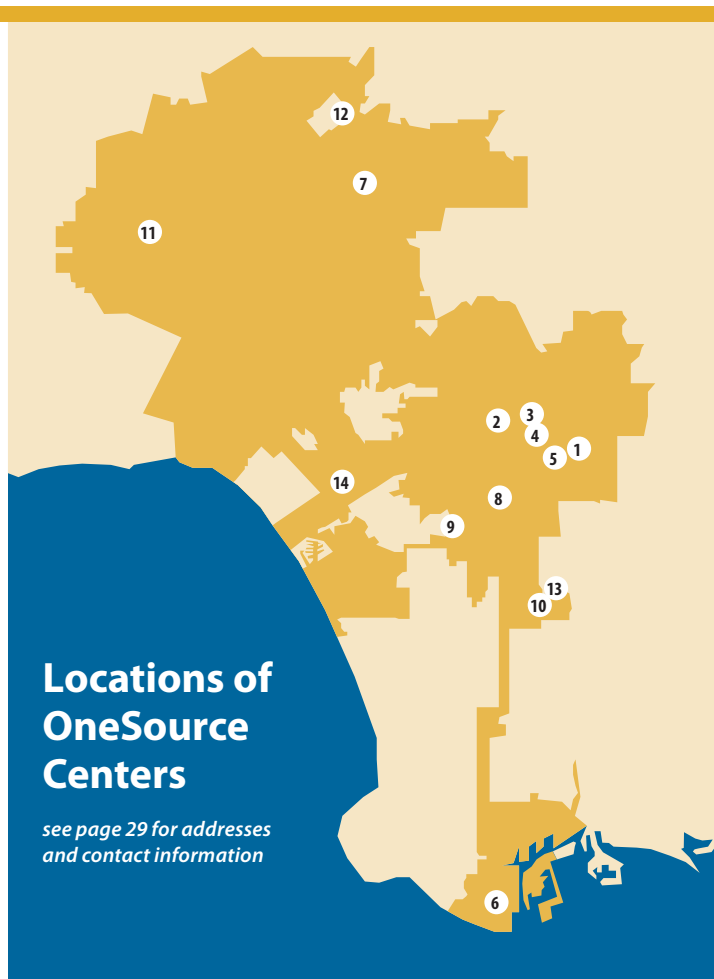 12
7
11
3
2
4
1
5
14
8
9
13
10
Locations of
OneSource
Centers
see page 29 for addresses
and contact information
6